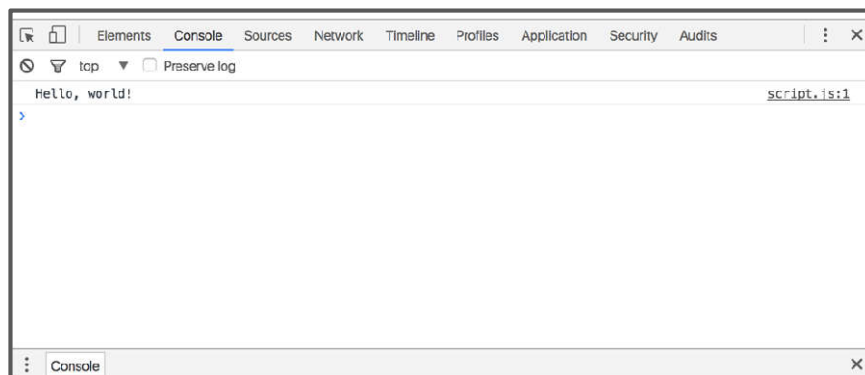 Elements Console Sources Network Timeline Profiles Application Security Audits
top Preserve log
Hello, world! script.js:1
Console